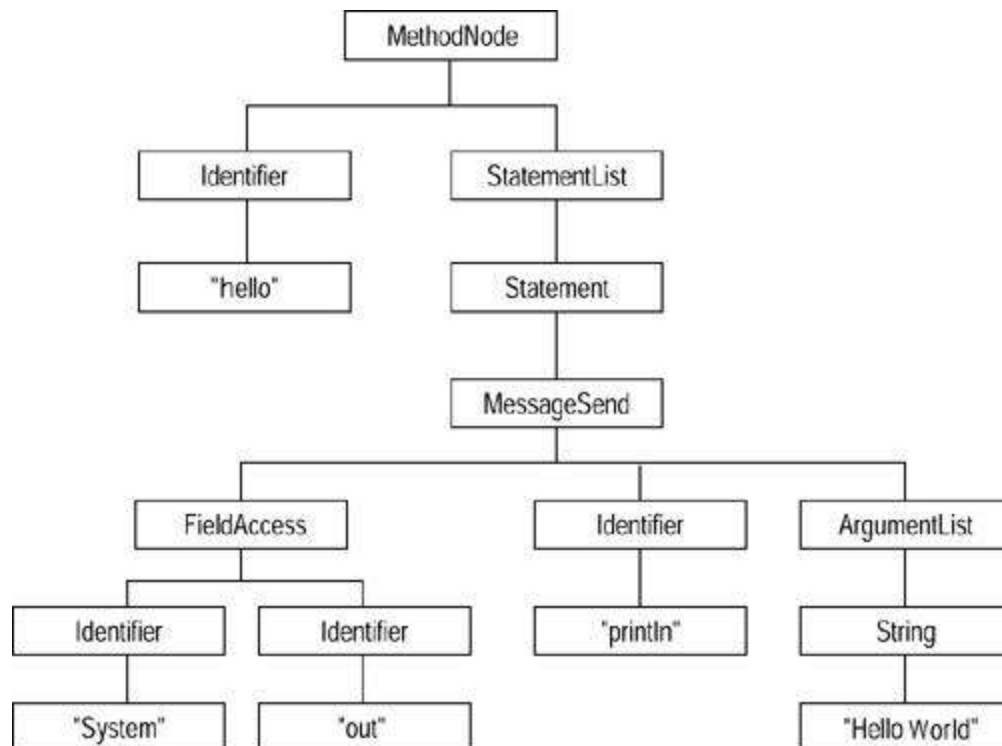 MethodNode
Identifier
StatementList
"hello"
Statement
MessageSend
FieldAccess
Identifier
ArgumentList
Identifier
Identifier
"println"
String
"System"
"out"
"Hello World"